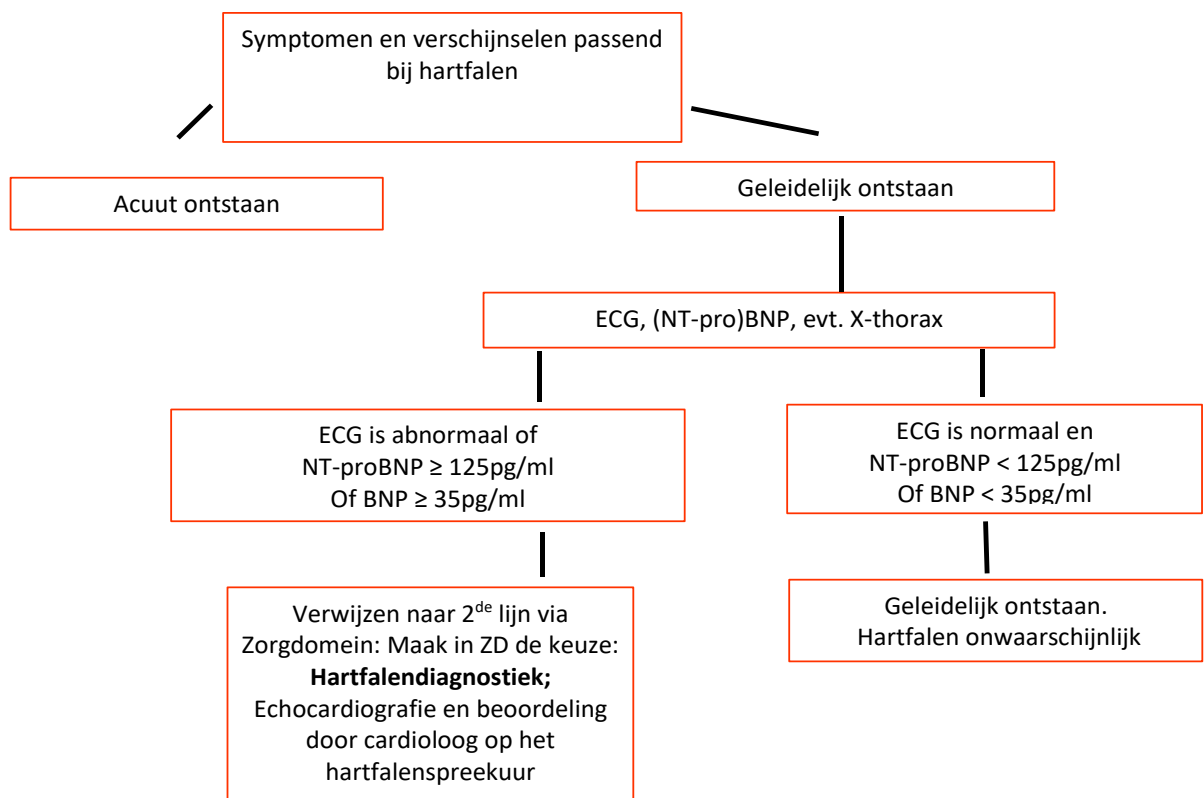 Symptomen en verschijnselen passend
bij hartfalen
Acuut ontstaan
Geleidelijk ontstaan
ECG, (NT-pro)BNP, evt. X-thorax
ECG is abnormaal of
NT-proBNP ≥ 125pg/ml
Of BNP ≥ 35pg/ml
ECG is normaal en
NT-proBNP < 125pg/ml
Of BNP < 35pg/ml
Verwijzen naar 2de lijn via
Zorgdomein: Maak in ZD de keuze:
Hartfalendiagnostiek;
Echocardiografie en beoordeling
door cardioloog op het
hartfalenspreekuur
Geleidelijk ontstaan.
Hartfalen onwaarschijnlijk